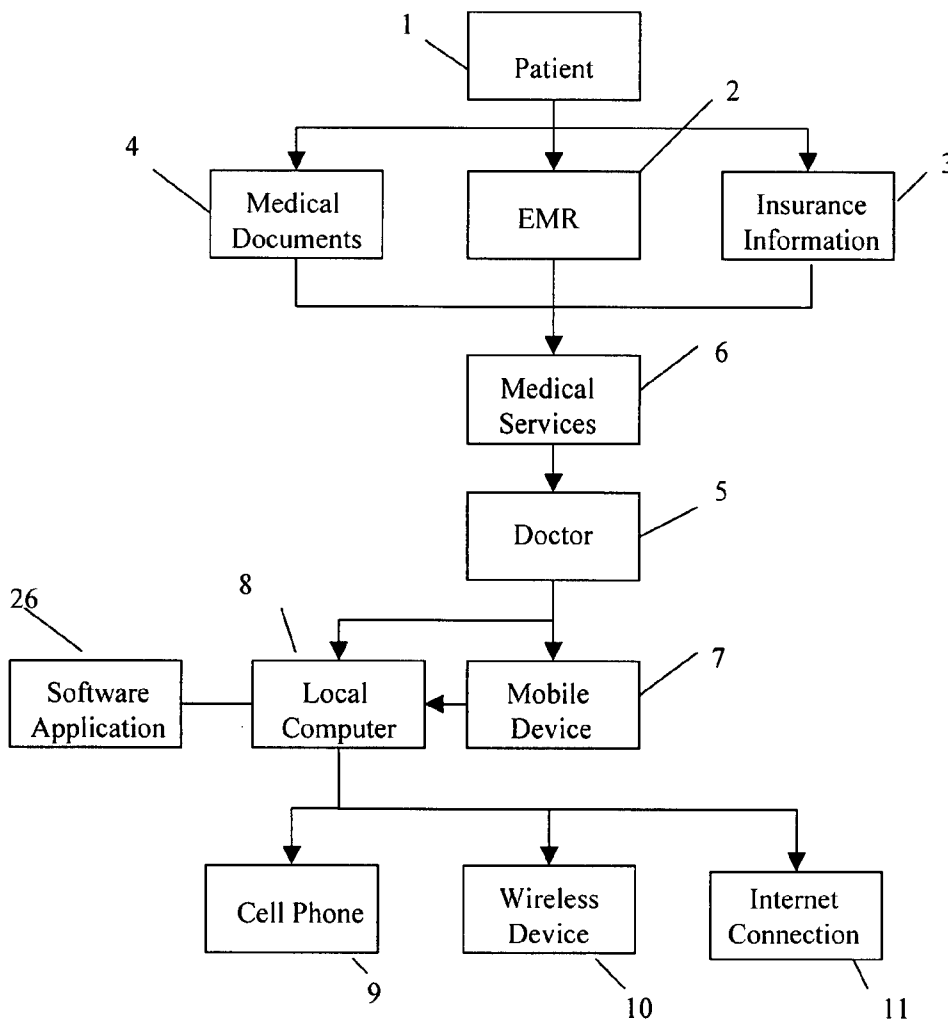 1
Patient
2
4
3
Medical
Documents
EMR
Insurance
Information
6
Medical
Services
5
Doctor
8
26
7
Software
Application
Local
Computer
Mobile
Device
Cell Phone
Wireless
Device
Internet
Connection
9
10
11